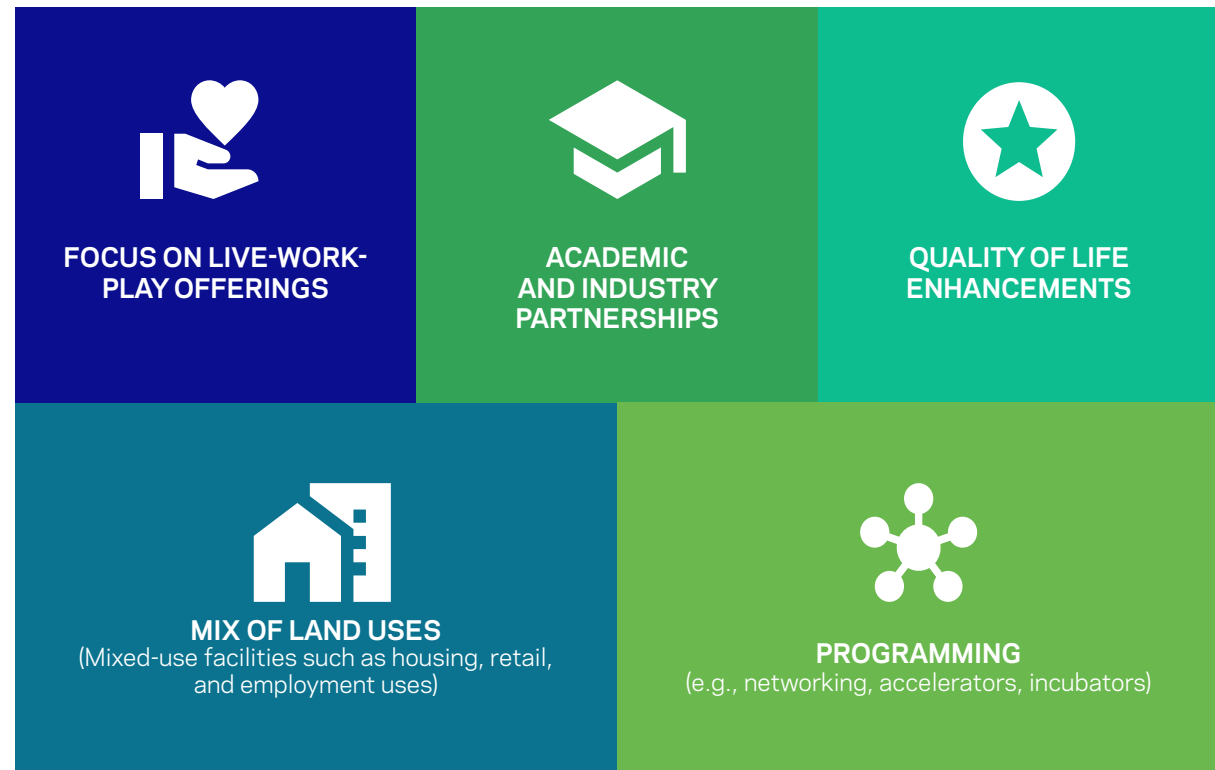 FOCUS ON LIVE-WORK-
PLAY OFFERINGS
ACADEMIC
AND INDUSTRY
PARTNERSHIPS
QUALITY OF LIFE
ENHANCEMENTS
MIX OF LAND USES
(Mixed-use facilities such as housing, retail,
and employment uses)
PROGRAMMING
(e.g., networking, accelerators, incubators)